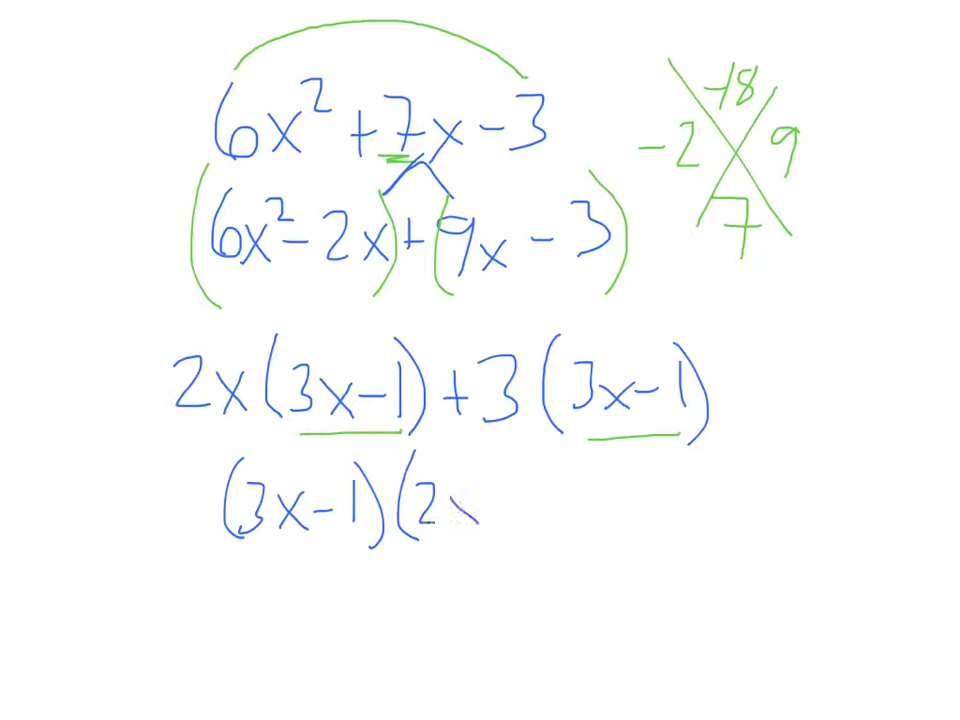 6x² + 7x - 3
-18
-2 9
7
(6x² - 2x) + (9x - 3)
2x(3x - 1) + 3(3x - 1)
(3x - 1)(2